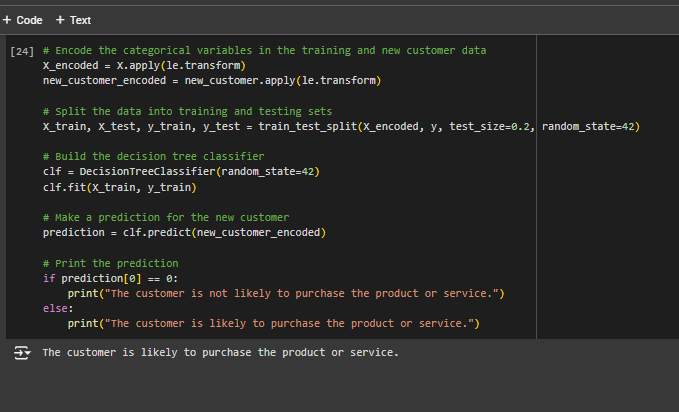 + Code + Text
[24] # Encode the categorical variables in the training and new customer data
X_encoded = X.apply(le.transform)
new_customer_encoded = new_customer.apply(le.transform)
# Split the data into training and testing sets
X_train, X_test, y_train, y_test = train_test_split(X_encoded, y, test_size=0.2, random_state=42)
# Build the decision tree classifier
clf = DecisionTreeClassifier(random_state=42)
clf.fit(X_train, y_train)
# Make a prediction for the new customer
prediction = clf.predict(new_customer_encoded)
# Print the prediction
if prediction[0] == 0:
    print("The customer is not likely to purchase the product or service.")
else:
    print("The customer is likely to purchase the product or service.")
The customer is likely to purchase the product or service.